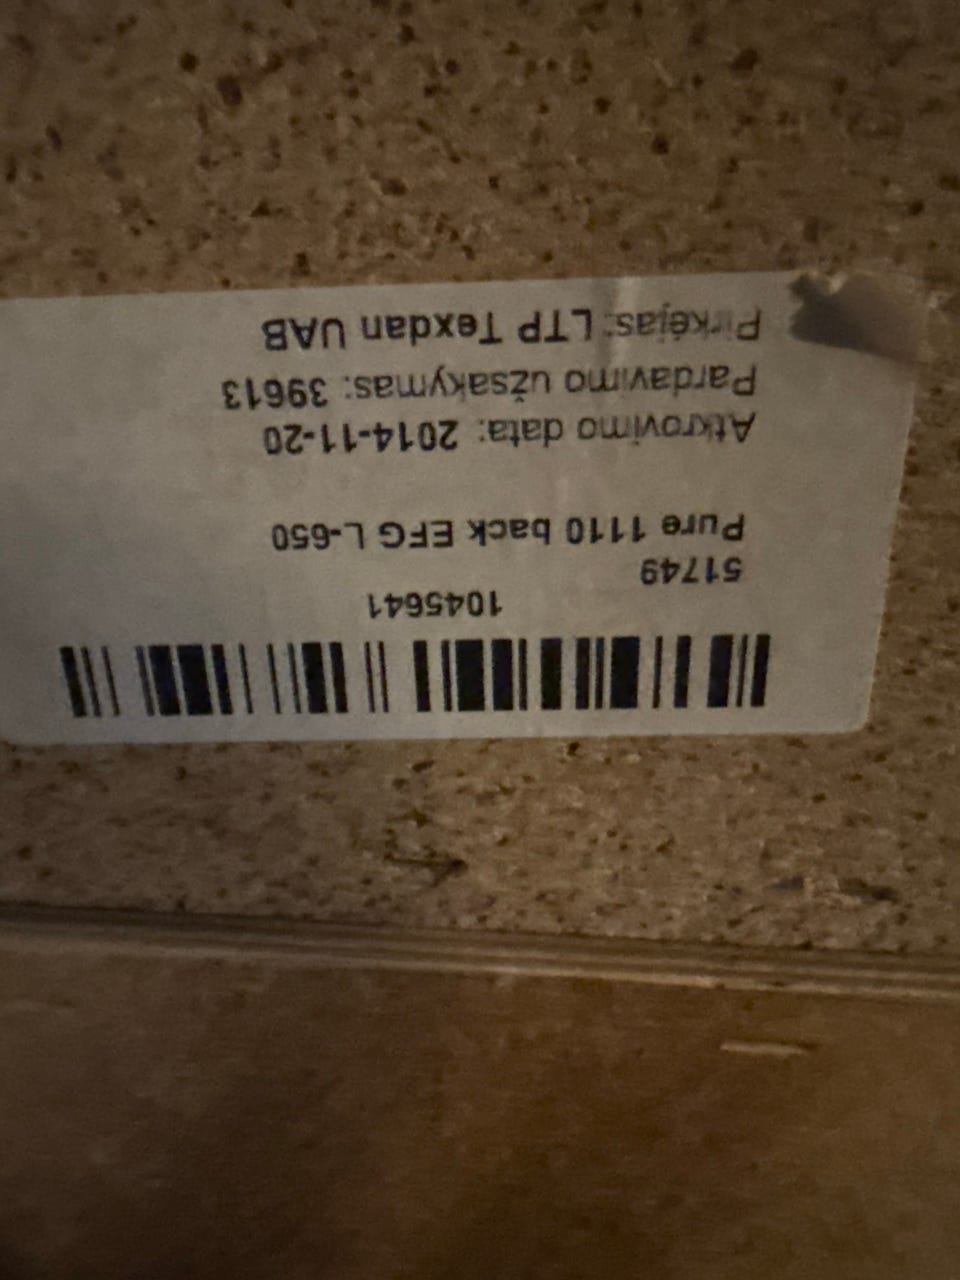 Pirkėjas: LTP Texdan UAB
Pardavimo užsakymas: 39613
Atkrovimo data: 2014-11-20
Pure 1110 back EFG L-650
51749
1045641